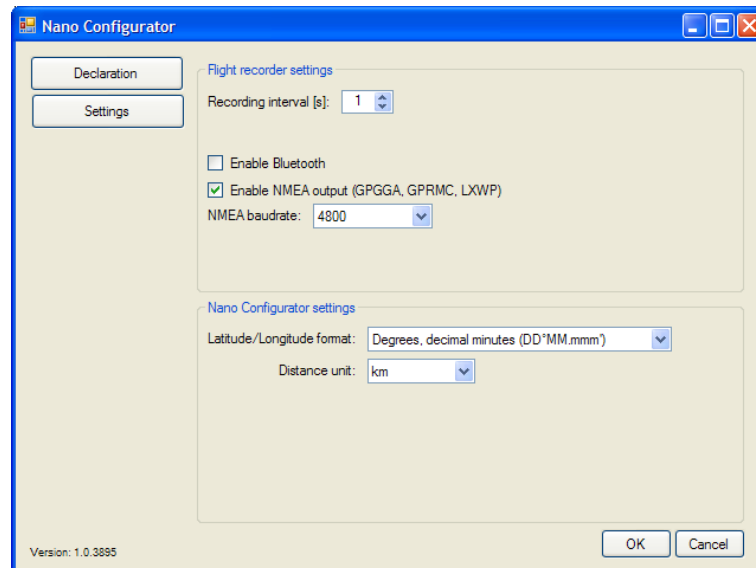 Nano Configurator
Declaration
Settings
Flight recorder settings
Recording interval [s]: 1
Enable Bluetooth
Enable NMEA output (GPGGA, GPRMC, LXWP)
NMEA baudrate: 4800
Nano Configurator settings
Latitude/Longitude format: Degrees, decimal minutes (DD°MM.mmm')
Distance unit: km
Version: 1.0.3895
OK Cancel